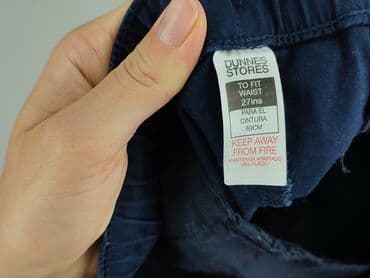 DUNNES
STORES
TO FIT
WAIST
27ins
PARA EL
CINTURA
69CM
KEEP AWAY
FROM FIRE
MANTENGA APARTADO
DEL FUEGO